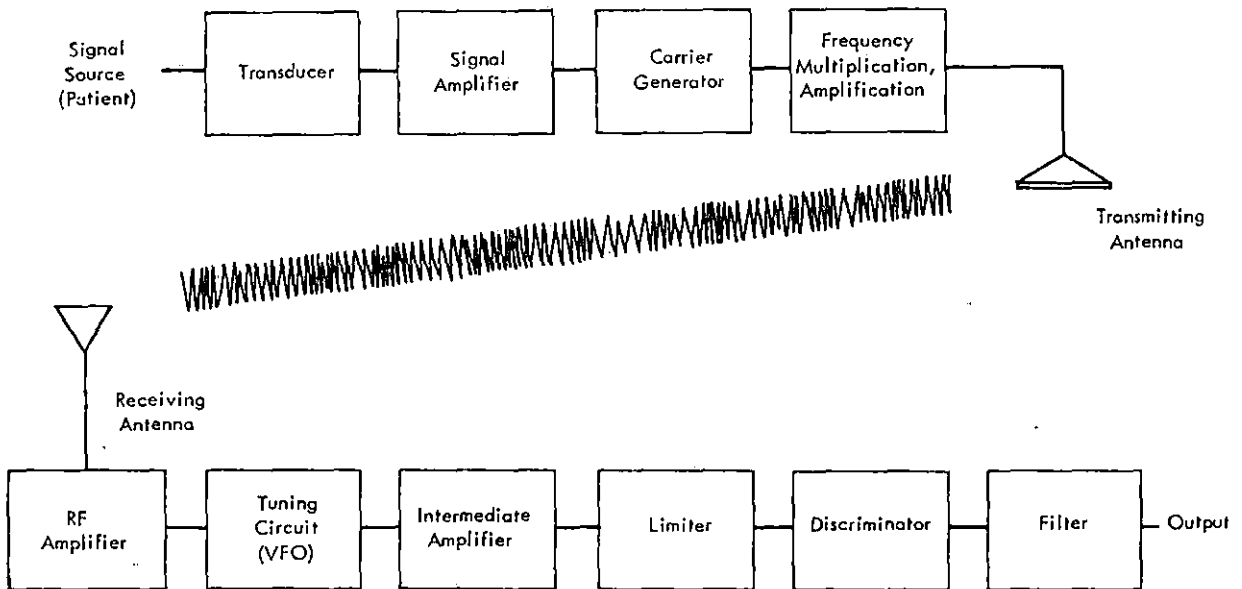 Signal
Source
(Patient)
Transducer
Signal
Amplifier
Carrier
Generator
Frequency
Multiplication,
Amplification
Transmitting
Antenna
Receiving
Antenna
RF
Amplifier
Tuning
Circuit
(VFO)
Intermediate
Amplifier
Limiter
Discriminator
Filter
Output